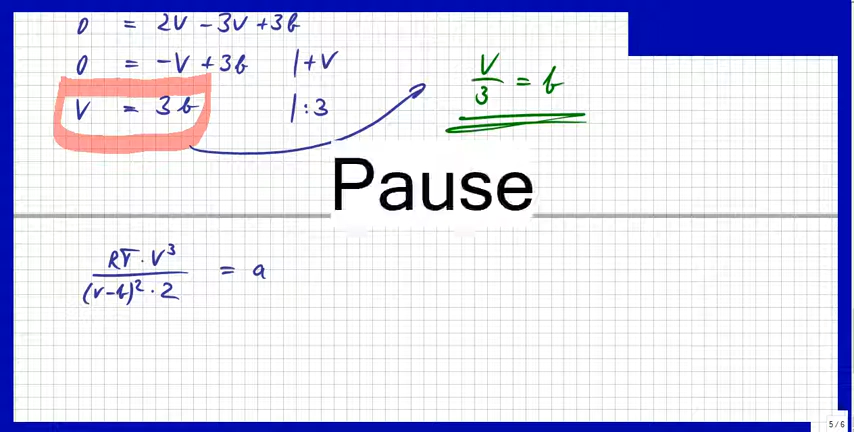 0 = 2V - 3V + 3b
0 = -V + 3b |+V
V = 3b |:3
V/3 = b
Pause
RT · V³ / (V-b)² · 2 = a
5 / 6